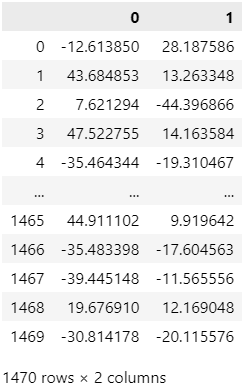 0 1
0 -12.613850 28.187586
1 43.684853 13.263348
2 7.621294 -44.396866
3 47.522755 14.163584
4 -35.464344 -19.310467
... ... ...
1465 44.911102 9.919642
1466 -35.483398 -17.604563
1467 -39.445148 -11.565556
1468 19.676910 12.169048
1469 -30.814178 -20.115576
1470 rows × 2 columns